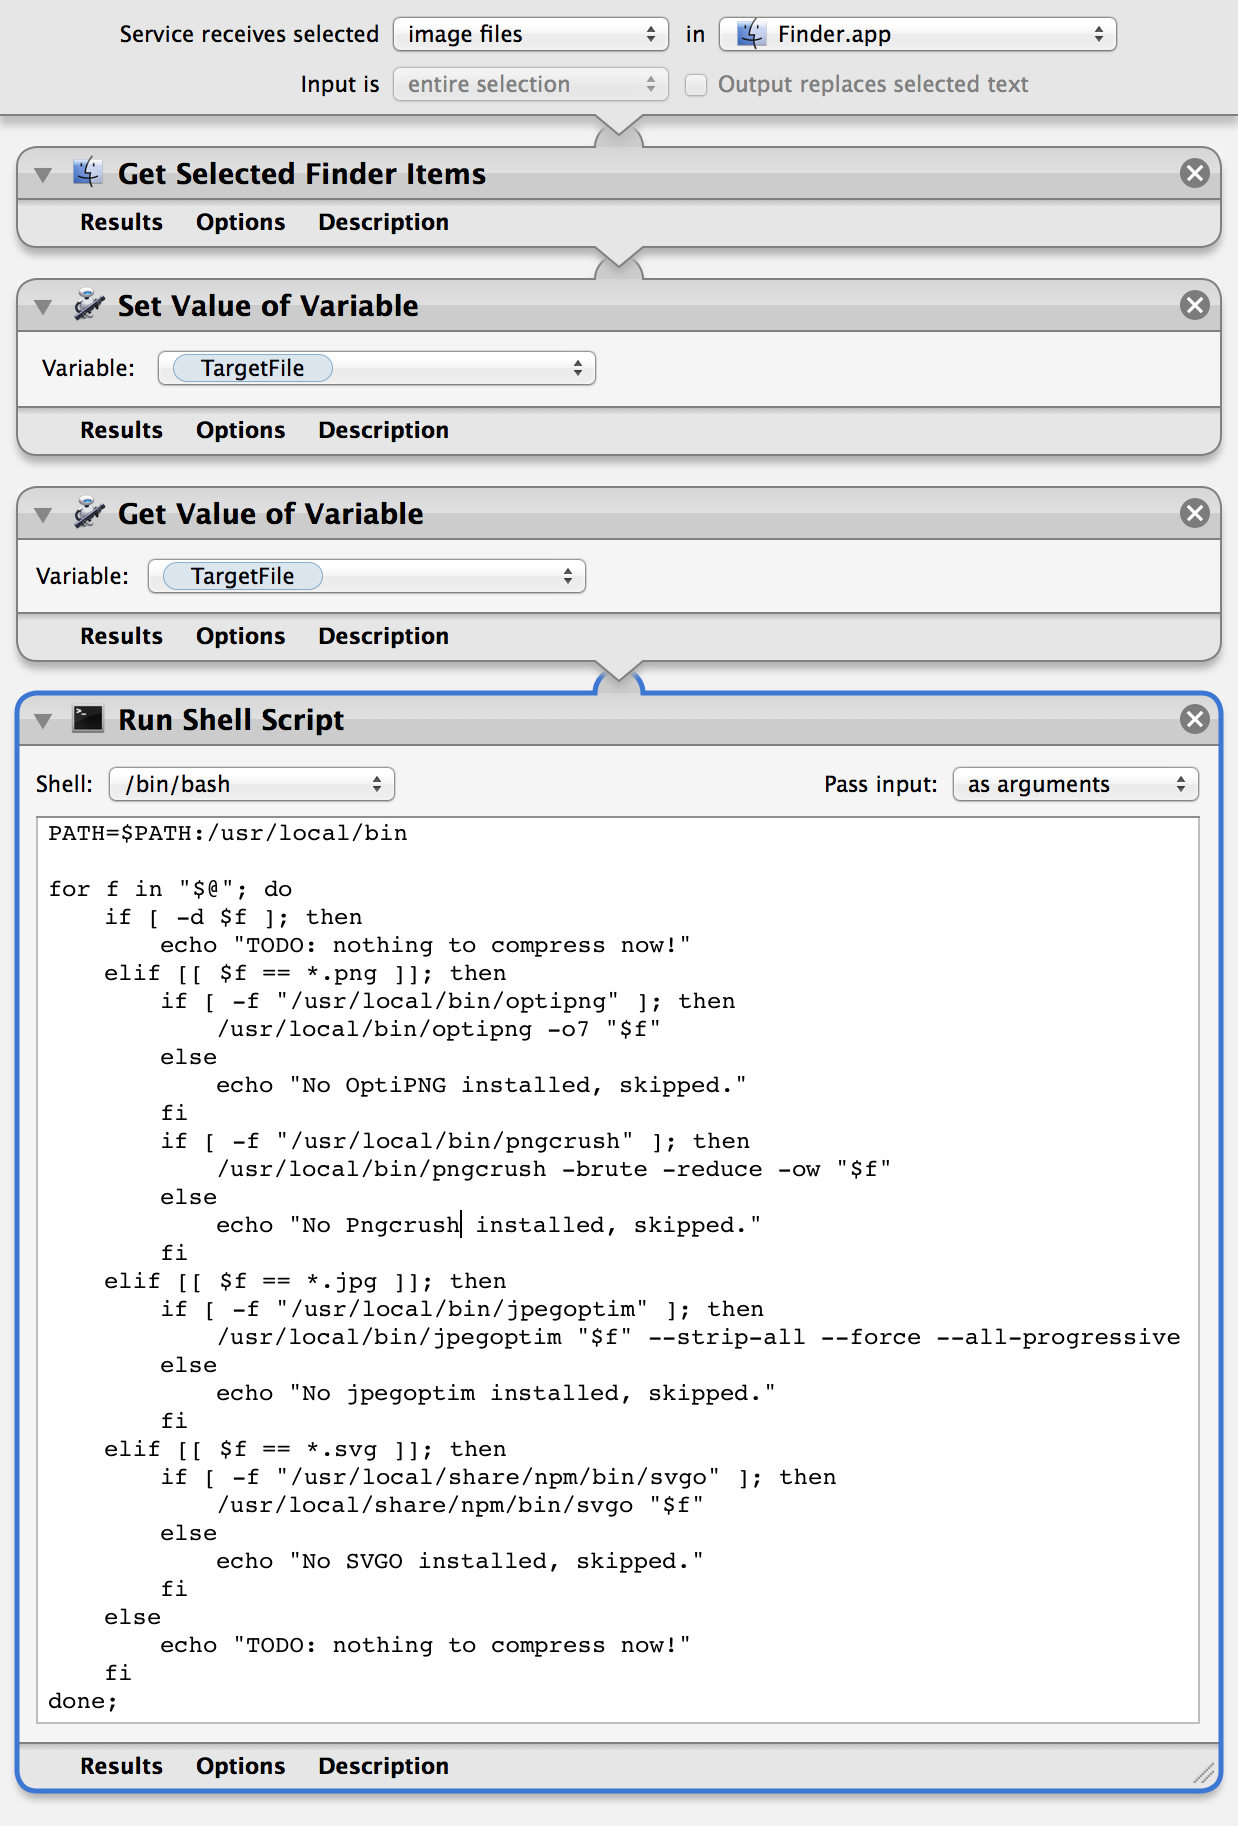 Service receives selected image files in Finder.app
Input is entire selection Output replaces selected text
Get Selected Finder Items
Results Options Description
Set Value of Variable
Variable: TargetFile
Results Options Description
Get Value of Variable
Variable: TargetFile
Results Options Description
Run Shell Script
Shell: /bin/bash Pass input: as arguments
PATH=$PATH:/usr/local/bin
for f in "$@"; do
    if [ -d $f ]; then
        echo "TODO: nothing to compress now!"
    elif [[ $f == *.png ]]; then
        if [ -f "/usr/local/bin/optipng" ]; then
            /usr/local/bin/optipng -o7 "$f"
        else
            echo "No OptiPNG installed, skipped."
        fi
        if [ -f "/usr/local/bin/pngcrush" ]; then
            /usr/local/bin/pngcrush -brute -reduce -ow "$f"
        else
            echo "No Pngcrush installed, skipped."
        fi
    elif [[ $f == *.jpg ]]; then
        if [ -f "/usr/local/bin/jpegoptim" ]; then
            /usr/local/bin/jpegoptim "$f" --strip-all --force --all-progressive
        else
            echo "No jpegoptim installed, skipped."
        fi
    elif [[ $f == *.svg ]]; then
        if [ -f "/usr/local/share/npm/bin/svgo" ]; then
            /usr/local/share/npm/bin/svgo "$f"
        else
            echo "No SVGO installed, skipped."
        fi
    else
        echo "TODO: nothing to compress now!"
    fi
done;
Results Options Description